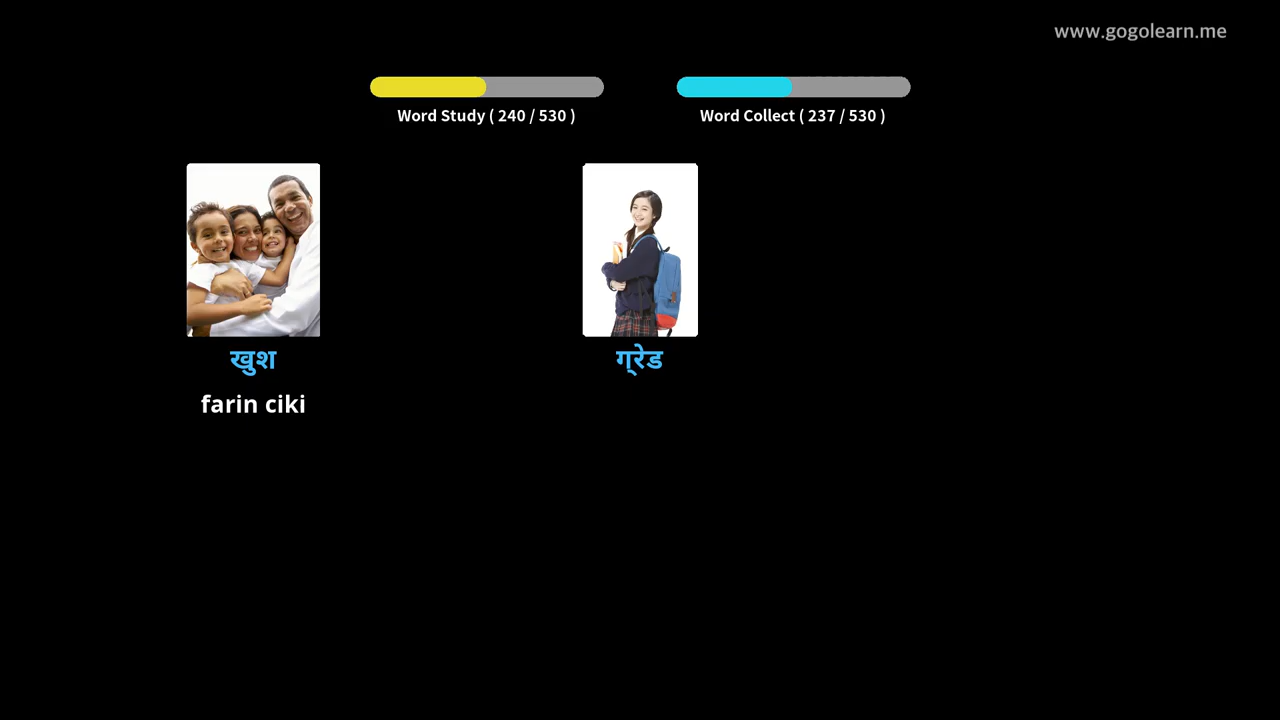 www.gogolearn.me
Word Study ( 240 / 530 )
Word Collect ( 237 / 530 )
खुश
ग्रेड
farin ciki